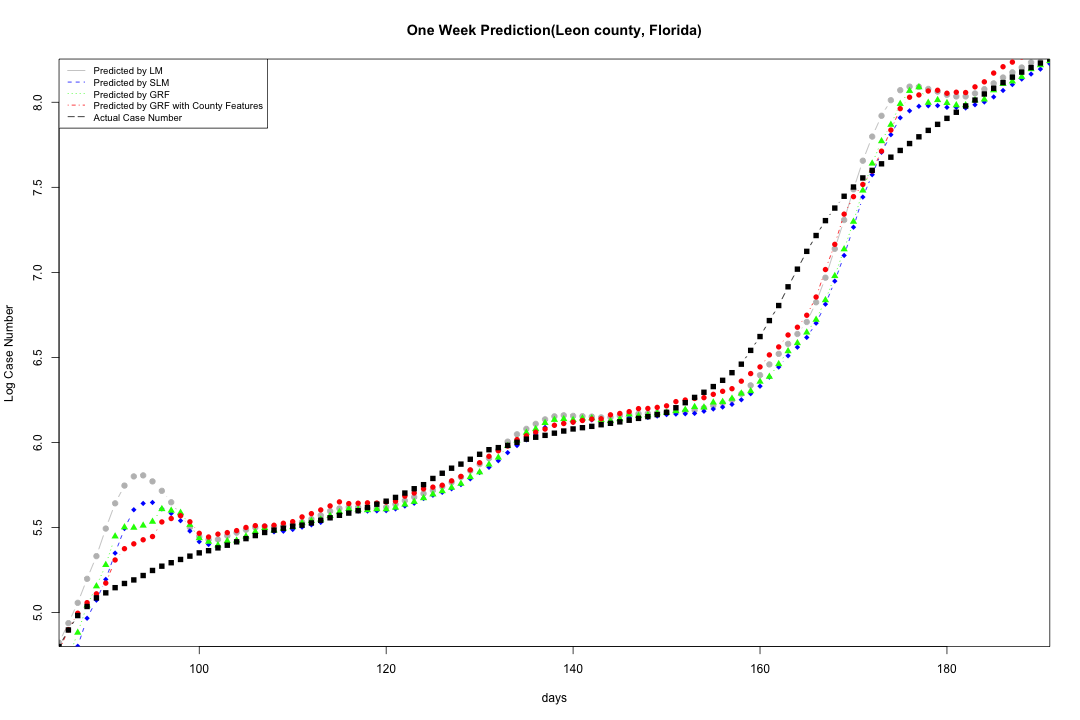 One Week Prediction(Leon county, Florida)
Predicted by LM
Predicted by SLM
Predicted by GRF
Predicted by GRF with County Features
Actual Case Number
Log Case Number
8.0
7.5
7.0
6.5
6.0
5.5
5.0
100 120 140 160 180
days